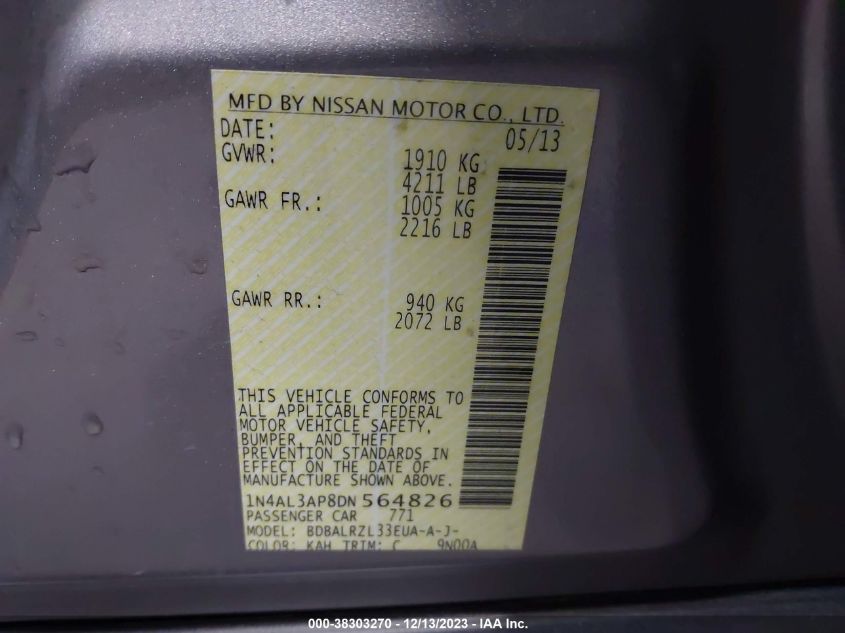 MFD BY NISSAN MOTOR CO., LTD.
DATE: 05/13
GVWR: 1910 KG
4211 LB
GAWR FR.: 1005 KG
2216 LB
GAWR RR.: 940 KG
2072 LB
THIS VEHICLE CONFORMS TO
ALL APPLICABLE FEDERAL
MOTOR VEHICLE SAFETY,
BUMPER, AND THEFT
PREVENTION STANDARDS IN
EFFECT ON THE DATE OF
MANUFACTURE SHOWN ABOVE.
1N4AL3AP8DN 564826
PASSENGER CAR 771
MODEL: BDBALRZL33EUA-A-J-
COLOR: KAH TRIM: C 9N00A
000-38303270 - 12/13/2023 - IAA Inc.